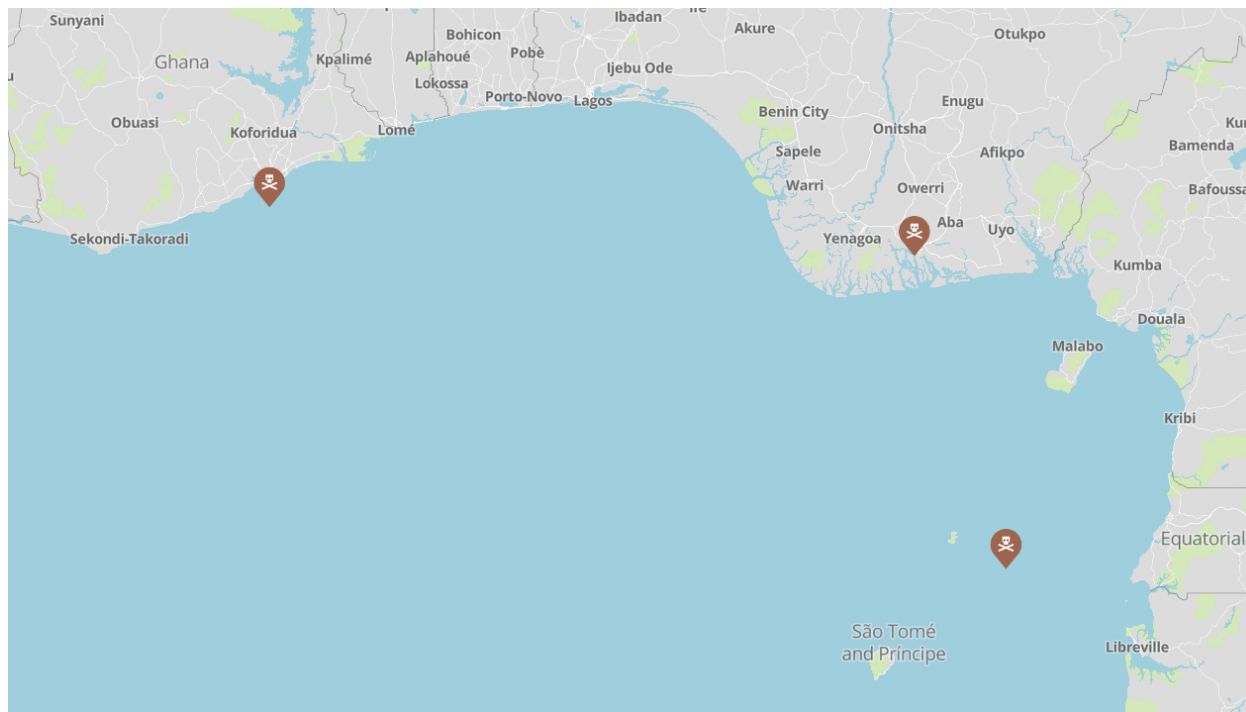 Sunyani
Ibadan
Ife
Akure
Otukpo
Bohicon
Ghana
Kpalimé
Aplahoué
Pobè
Ijebu Ode
Lokossa
Porto-Novo
Lagos
Enugu
Benin City
Obuasi
Koforidua
Lomé
Onitsha
Sapele
Afikpo
Bamenda
Warri
Owerri
Bafoussa
Sekondi-Takoradi
Yenagoa
Aba
Uyo
Kumba
Douala
Malabo
Kribi
Equatorial
São Tomé
and Príncipe
Libreville